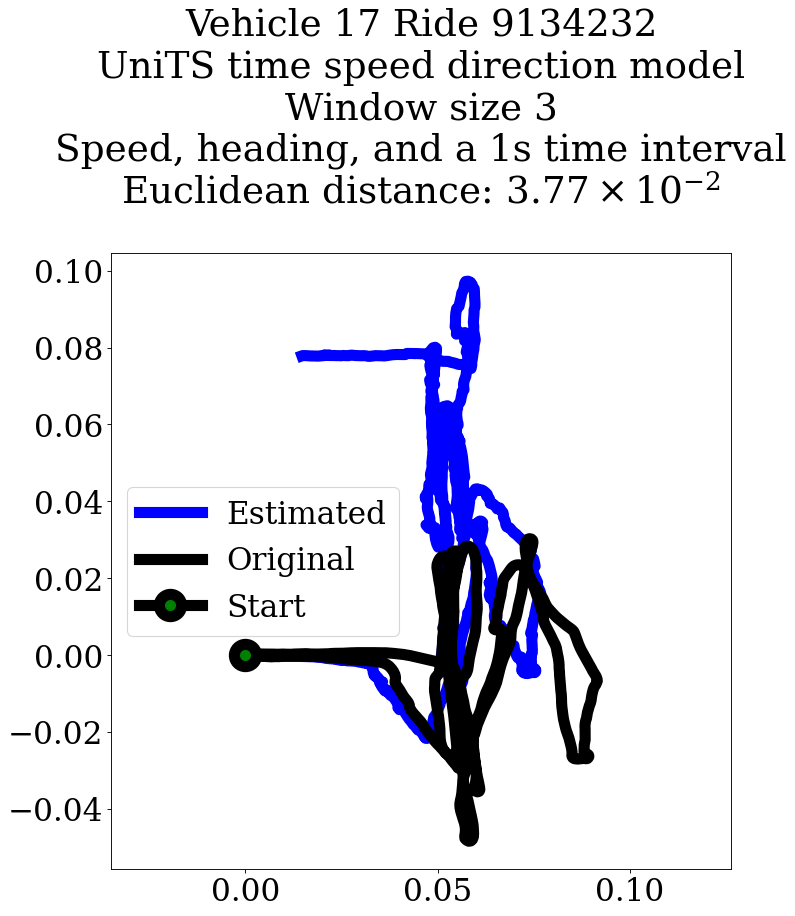 Vehicle 17 Ride 9134232
UniTS time speed direction model
Window size 3
Speed, heading, and a 1s time interval
Euclidean distance: 3.77 × 10⁻²
0.10
0.08
0.06
0.04
0.02
0.00
−0.02
−0.04
Estimated
Original
Start
0.00 0.05 0.10